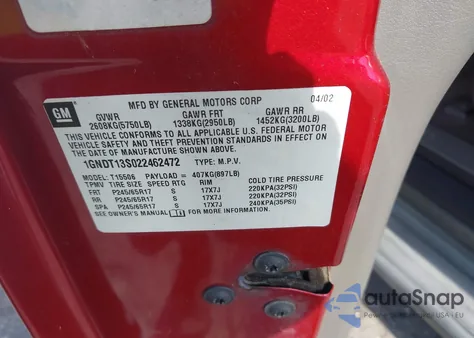 GM
MFD BY GENERAL MOTORS CORP 04/02
GVWR GAWR FRT GAWR RR
2608KG(5750LB) 1338KG(2950LB) 1452KG(3200LB)
THIS VEHICLE CONFORMS TO ALL APPLICABLE U.S. FEDERAL MOTOR
VEHICLE SAFETY AND THEFT PREVENTION STANDARDS IN EFFECT ON
THE DATE OF MANUFACTURE SHOWN ABOVE.
1GNDT13S022462472 TYPE: M.P.V.
MODEL: T15506 PAYLOAD = 407KG(897LB)
TPMV TIRE SIZE SPEED RTG RIM COLD TIRE PRESSURE
FRT P245/65R17 S 17X7J 220KPA(32PSI)
RR P245/65R17 S 17X7J 220KPA(32PSI)
SPA P245/65R17 S 17X7J 240KPA(35PSI)
SEE OWNER'S MANUAL FOR MORE INFORMATION.
autoSnap